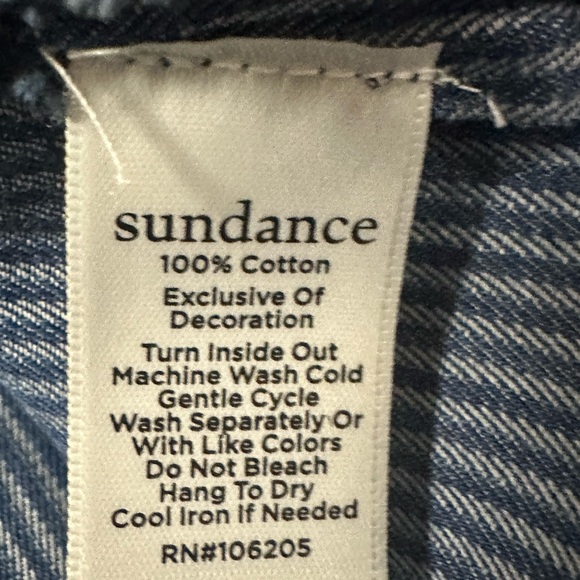 sundance
100% Cotton
Exclusive Of
Decoration
Turn Inside Out
Machine Wash Cold
Gentle Cycle
Wash Separately Or
With Like Colors
Do Not Bleach
Hang To Dry
Cool Iron If Needed
RN#106205